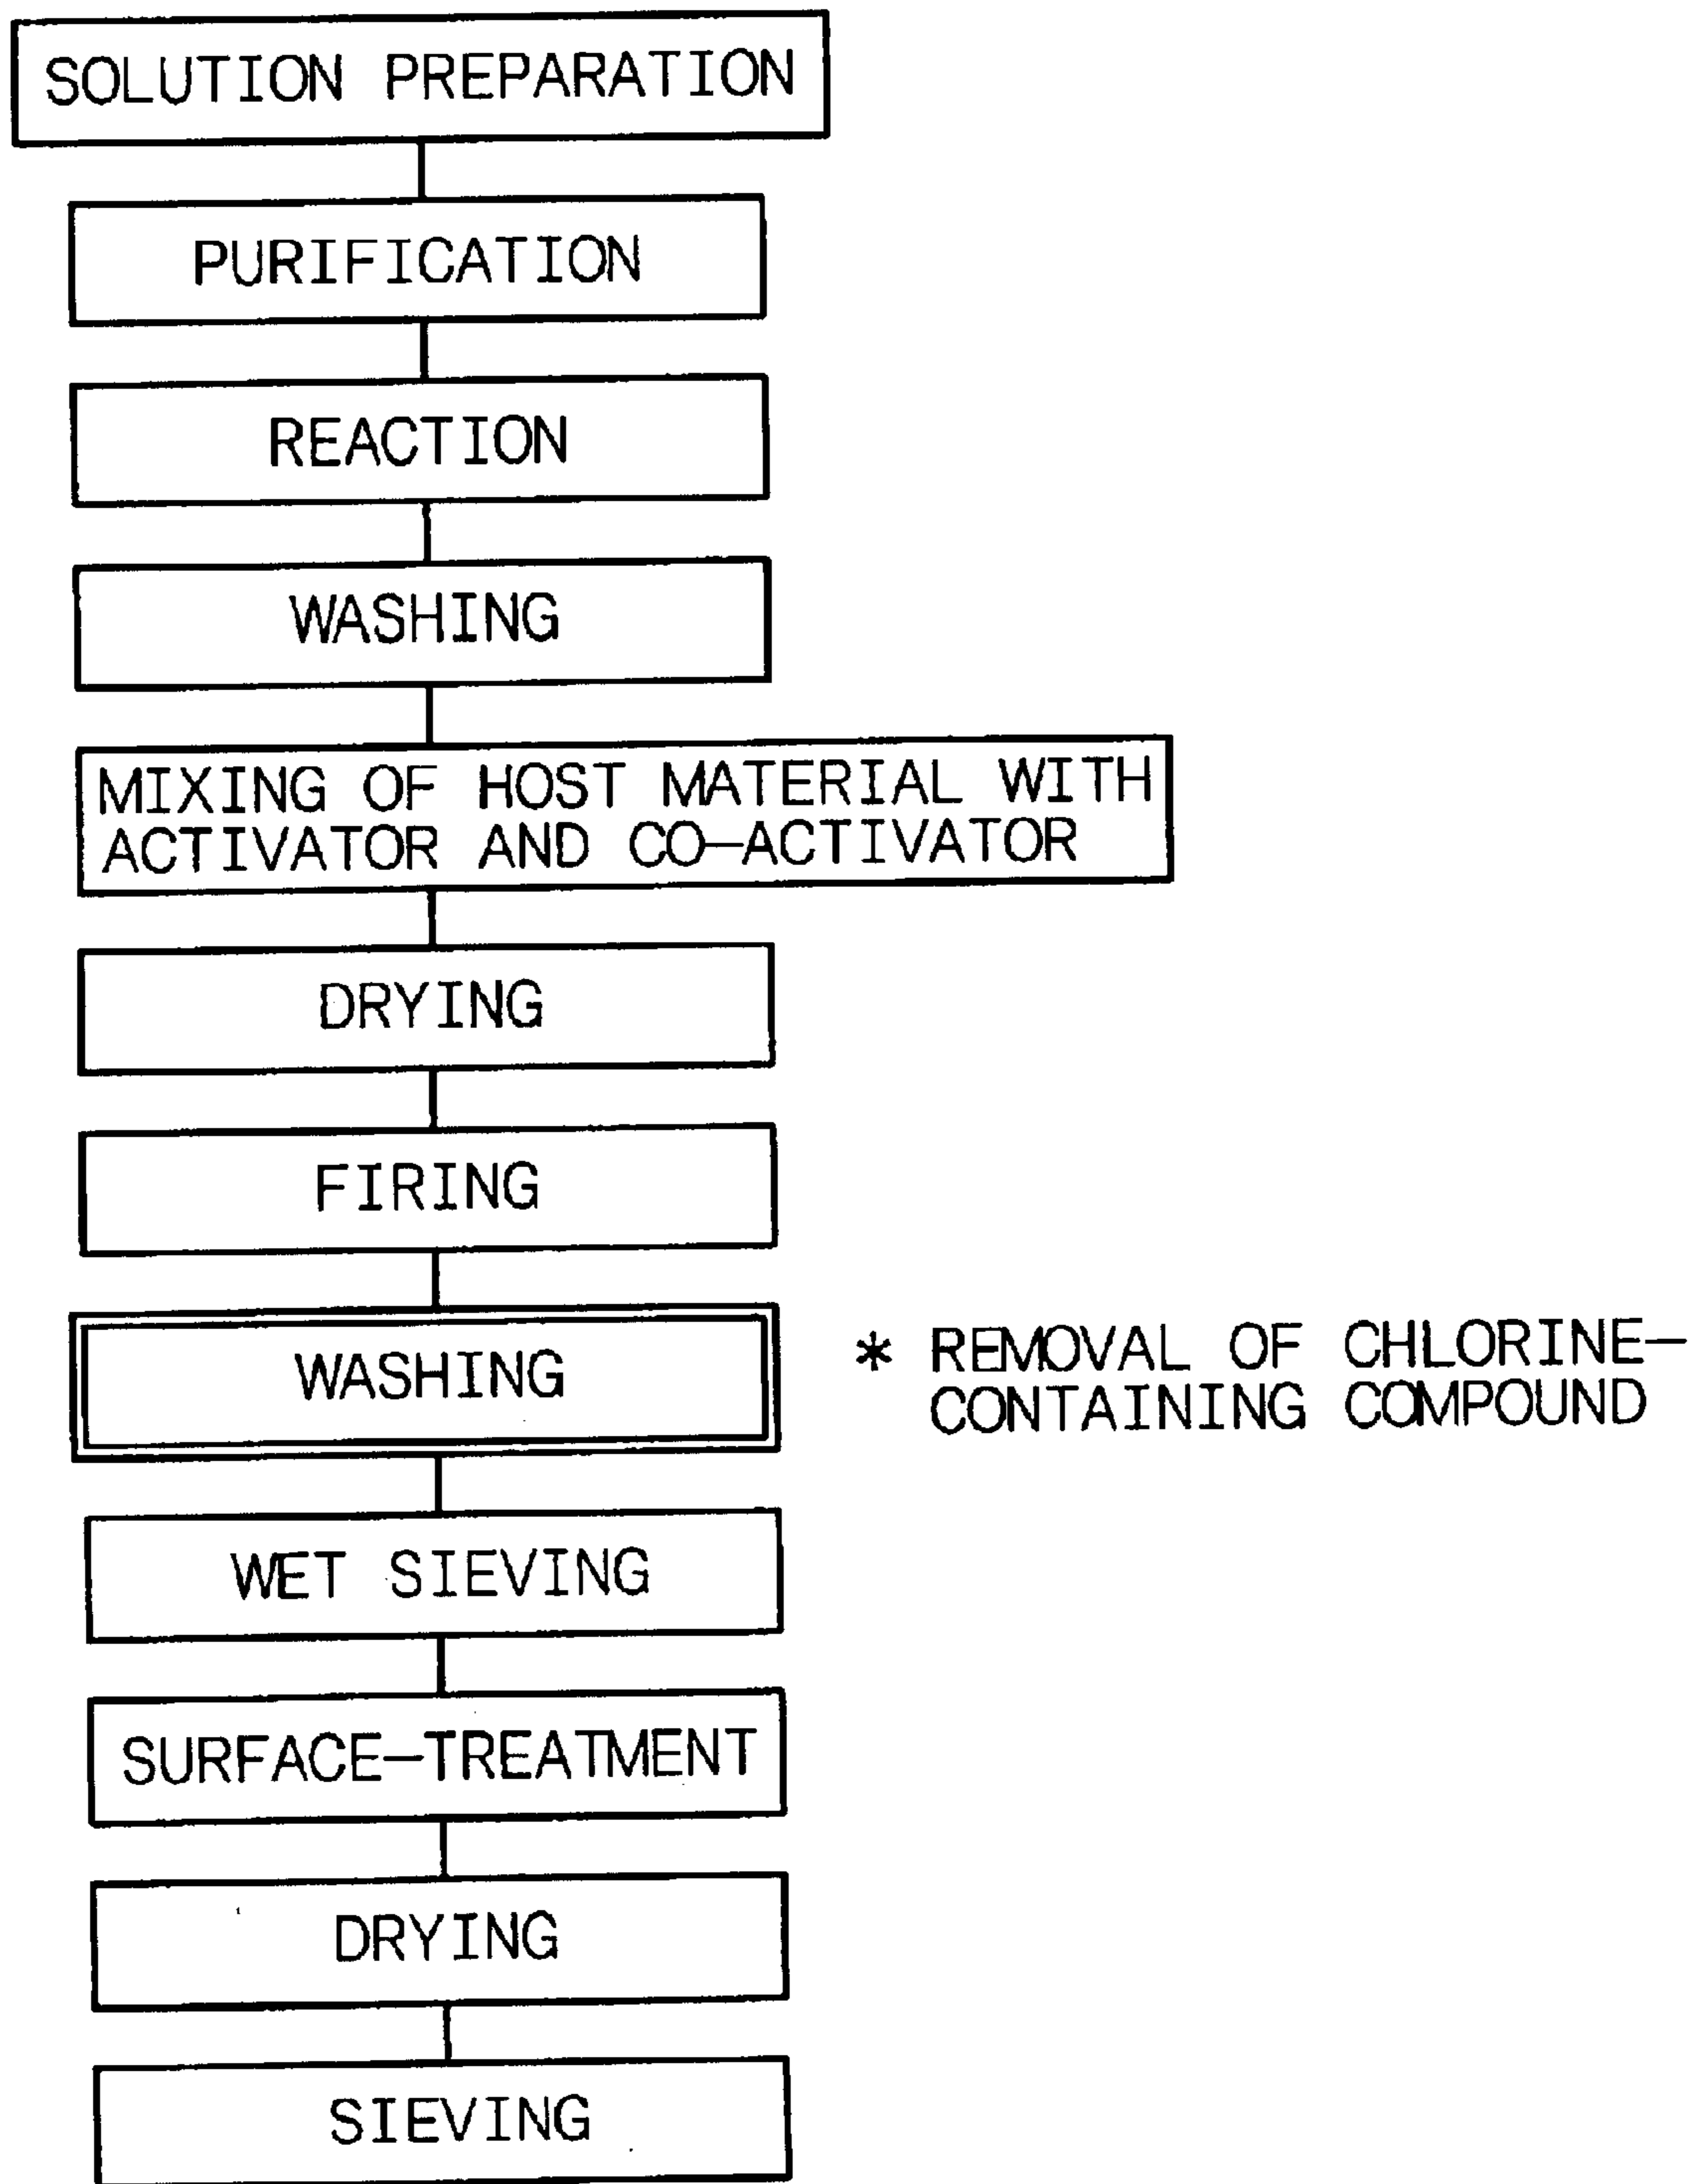 SOLUTION PREPARATION
PURIFICATION
REACTION
WASHING
MIXING OF HOST MATERIAL WITH
ACTIVATOR AND CO-ACTIVATOR
DRYING
FIRING
WASHING
* REMOVAL OF CHLORINE-
CONTAINING COMPOUND
WET SIEVING
SURFACE-TREATMENT
DRYING
SIEVING